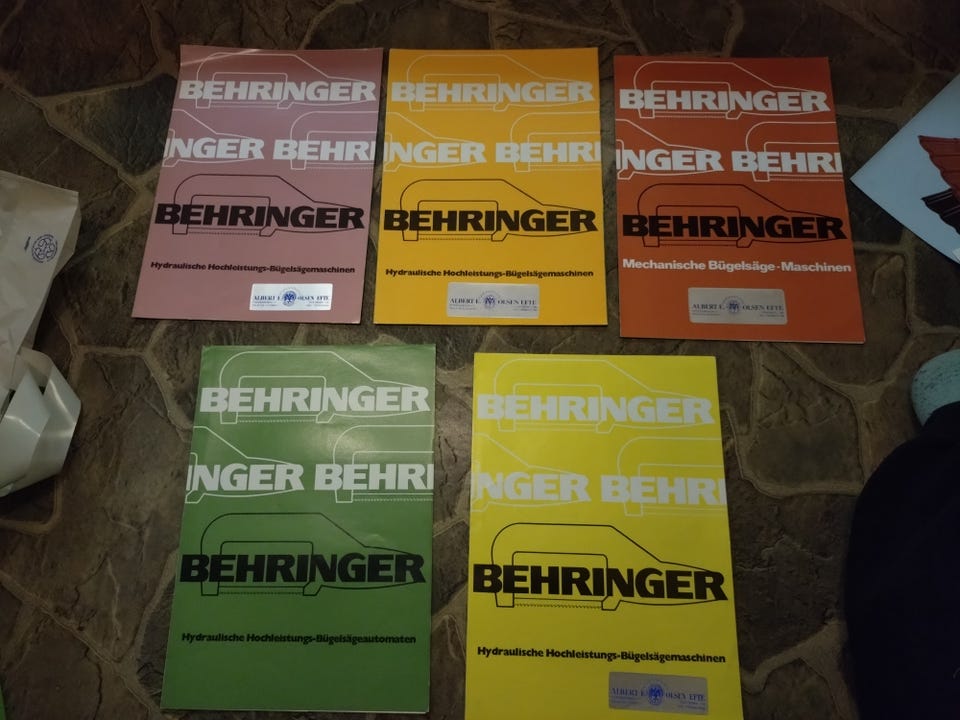 BEHRINGER
INGER BEHRI
BEHRINGER
Hydraulische Hochleistungs-Bügelsägemaschinen
ALBERT E. OLSEN EFTF
BEHRINGER
INGER BEHRI
BEHRINGER
Hydraulische Hochleistungs-Bügelsägemaschinen
ALBERT E. OLSEN EFTF
BEHRINGER
INGER BEHRI
BEHRINGER
Mechanische Bügelsäge-Maschinen
ALBERT E. OLSEN EFTF
BEHRINGER
INGER BEHRI
BEHRINGER
Hydraulische Hochleistungs-Bügelsägeautomaten
BEHRINGER
INGER BEHRI
BEHRINGER
Hydraulische Hochleistungs-Bügelsägemaschinen
ALBERT E. OLSEN EFTF